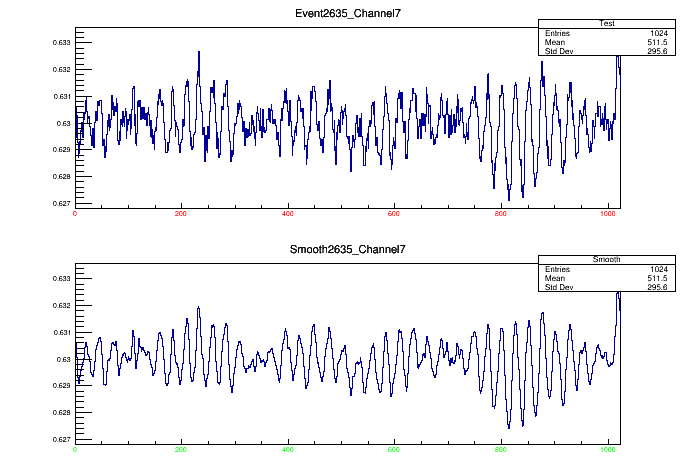 Event2635_Channel7
Test
Entries 1024
Mean 511.5
Std Dev 295.6
0.633
0.632
0.631
0.63
0.629
0.628
0.627
0 200 400 600 800 1000
Smooth2635_Channel7
Smooth
Entries 1024
Mean 511.5
Std Dev 295.6
0.633
0.632
0.631
0.63
0.629
0.628
0.627
0 200 400 600 800 1000